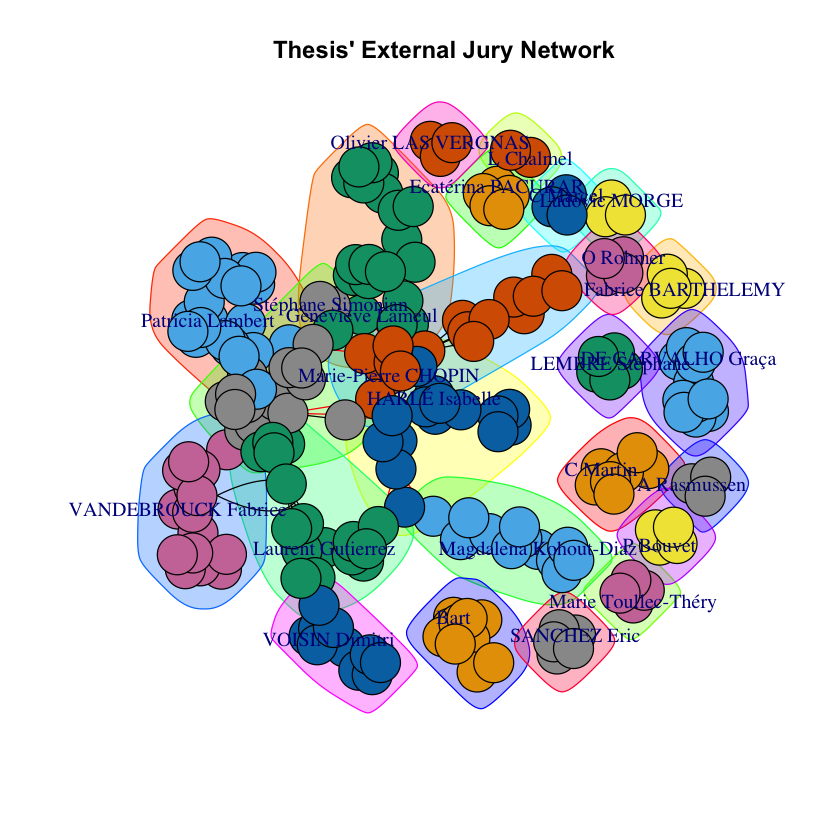 Thesis' External Jury Network
Olivier LAS VERGNAS
L Chalmel
Ecatérina PACURAR
Ludovic MORGE
O Rohmer
Fabrice BARTHELEMY
Stéphane Simonian
Geneviève Lameul
Patricia Lambert
DE CARVALHO Graça
LEMBRÉ Stéphane
Marie-Pierre CHOPIN
HARLÉ Isabelle
C Martin
A Rasmussen
VANDEBROUCK Fabrice
Laurent Gutierrez
Magdalena Kohout-Diaz
P Bouvet
Marie Toullec-Théry
Bart
SANCHEZ Eric
VOISIN Dimitri